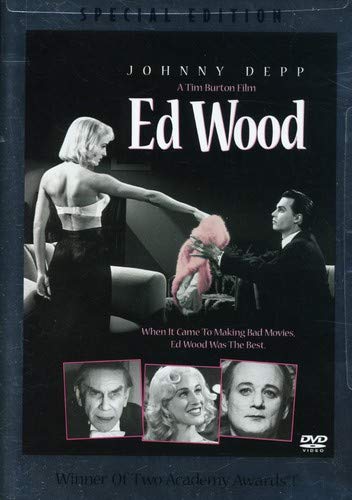 SPECIAL EDITION
JOHNNY DEPP
A Tim Burton Film
Ed Wood
When It Came To Making Bad Movies,
Ed Wood Was The Best.
DVD
VIDEO
Winner Of Two Academy Awards®!